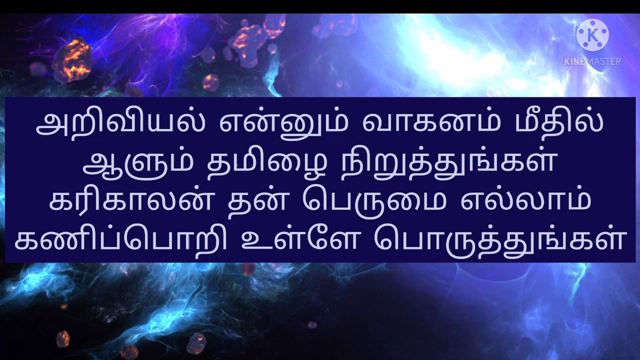 KINEMASTER
அறிவியல் என்னும் வாகனம் மீதில்
ஆளும் தமிழை நிறுத்துங்கள்
கரிகாலன் தன் பெருமை எல்லாம்
கணிப்பொறி உள்ளே பொருத்துங்கள்